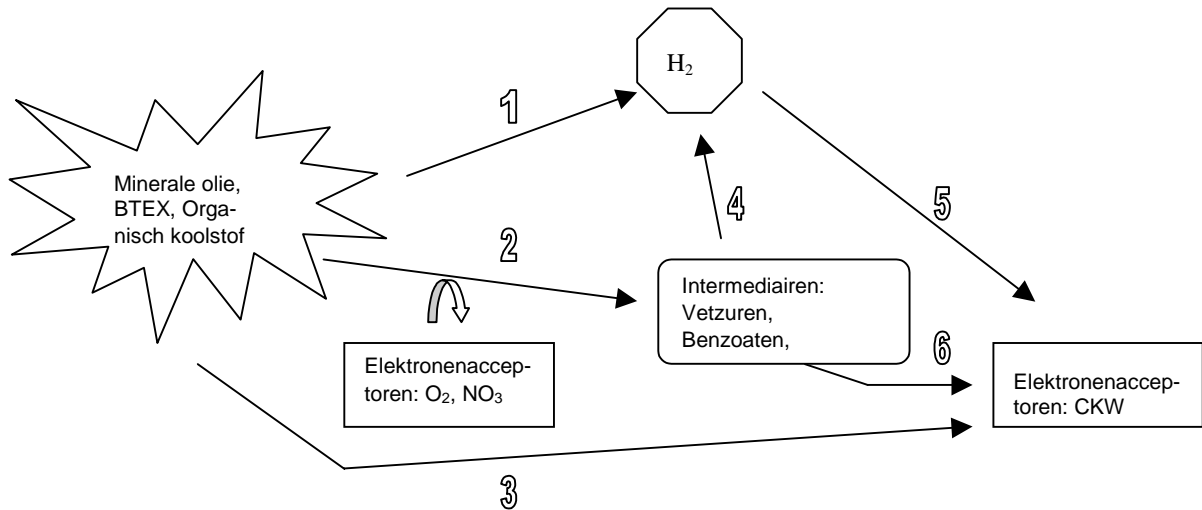 H2
1
Minerale olie,
BTEX, Orga-
nisch koolstof
4
5
2
Intermediairen:
Vetzuren,
Benzoaten,
Elektronenaccep-
toren: O2, NO3
6
Elektronenaccep-
toren: CKW
3